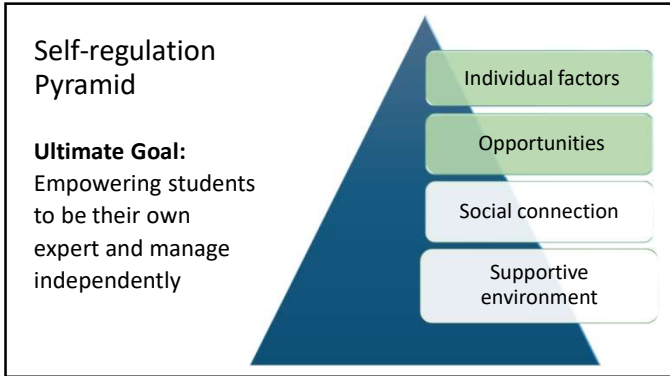 Self-regulation
Pyramid
Ultimate Goal:
Empowering students
to be their own
expert and manage
independently
Individual factors
Opportunities
Social connection
Supportive
environment